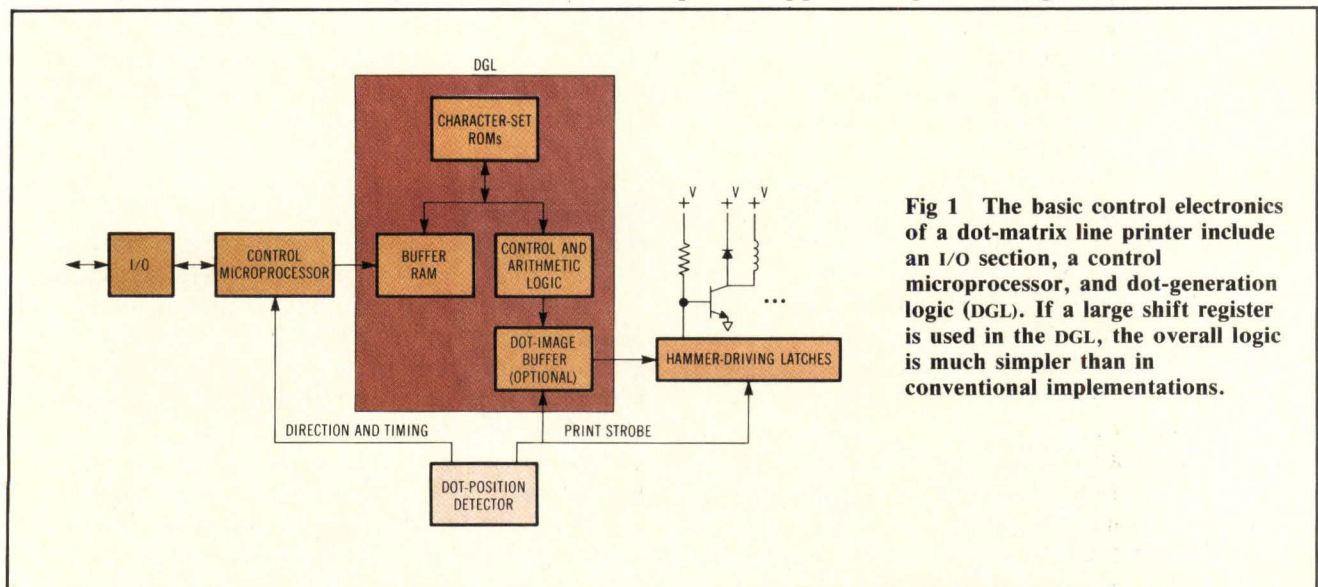 DGL
CHARACTER-SET
ROMs
I/O
CONTROL
MICROPROCESSOR
BUFFER
RAM
CONTROL AND
ARITHMETIC
LOGIC
DOT-IMAGE
BUFFER
(OPTIONAL)
+V
+V
+V
...
HAMMER-DRIVING LATCHES
DIRECTION AND TIMING
PRINT STROBE
DOT-POSITION
DETECTOR
Fig 1 The basic control electronics
of a dot-matrix line printer include
an I/O section, a control
microprocessor, and dot-generation
logic (DGL). If a large shift register
is used in the DGL, the overall logic
is much simpler than in
conventional implementations.